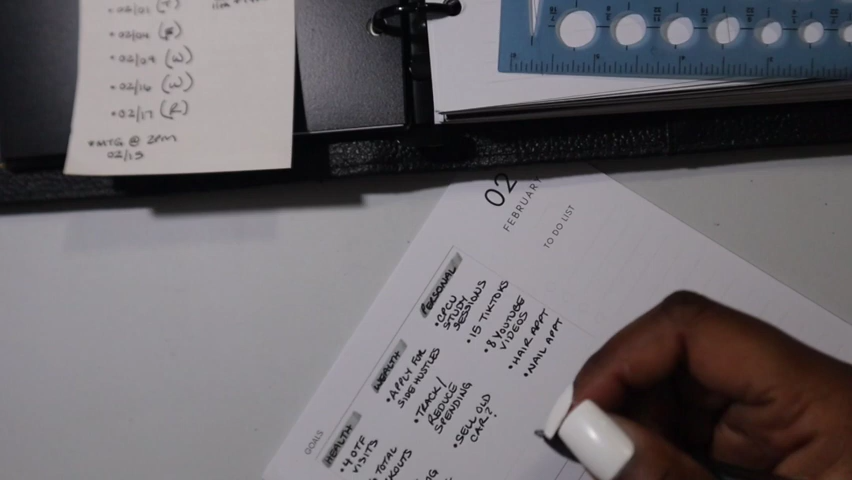 • 02/04
• 02/09 (W)
• 02/16 (W)
• 02/17 (R)
*MTG @ 2PM
02/15
02
FEBRUARY
TO DO LIST
GOALS
HEALTH
• 4 OTF
VISITS
TOTAL
WEALTH
• APPLY FOR
SIDE HUSTLES
• TRACK/
REDUCE
SPENDING
• SELL OLD
CAR?
PERSONAL
• CPCU
STUDY
SESSIONS
• 15 TIKTOKS
• 8 YOUTUBE
VIDEOS
• HAIR APPT
• NAIL APPT